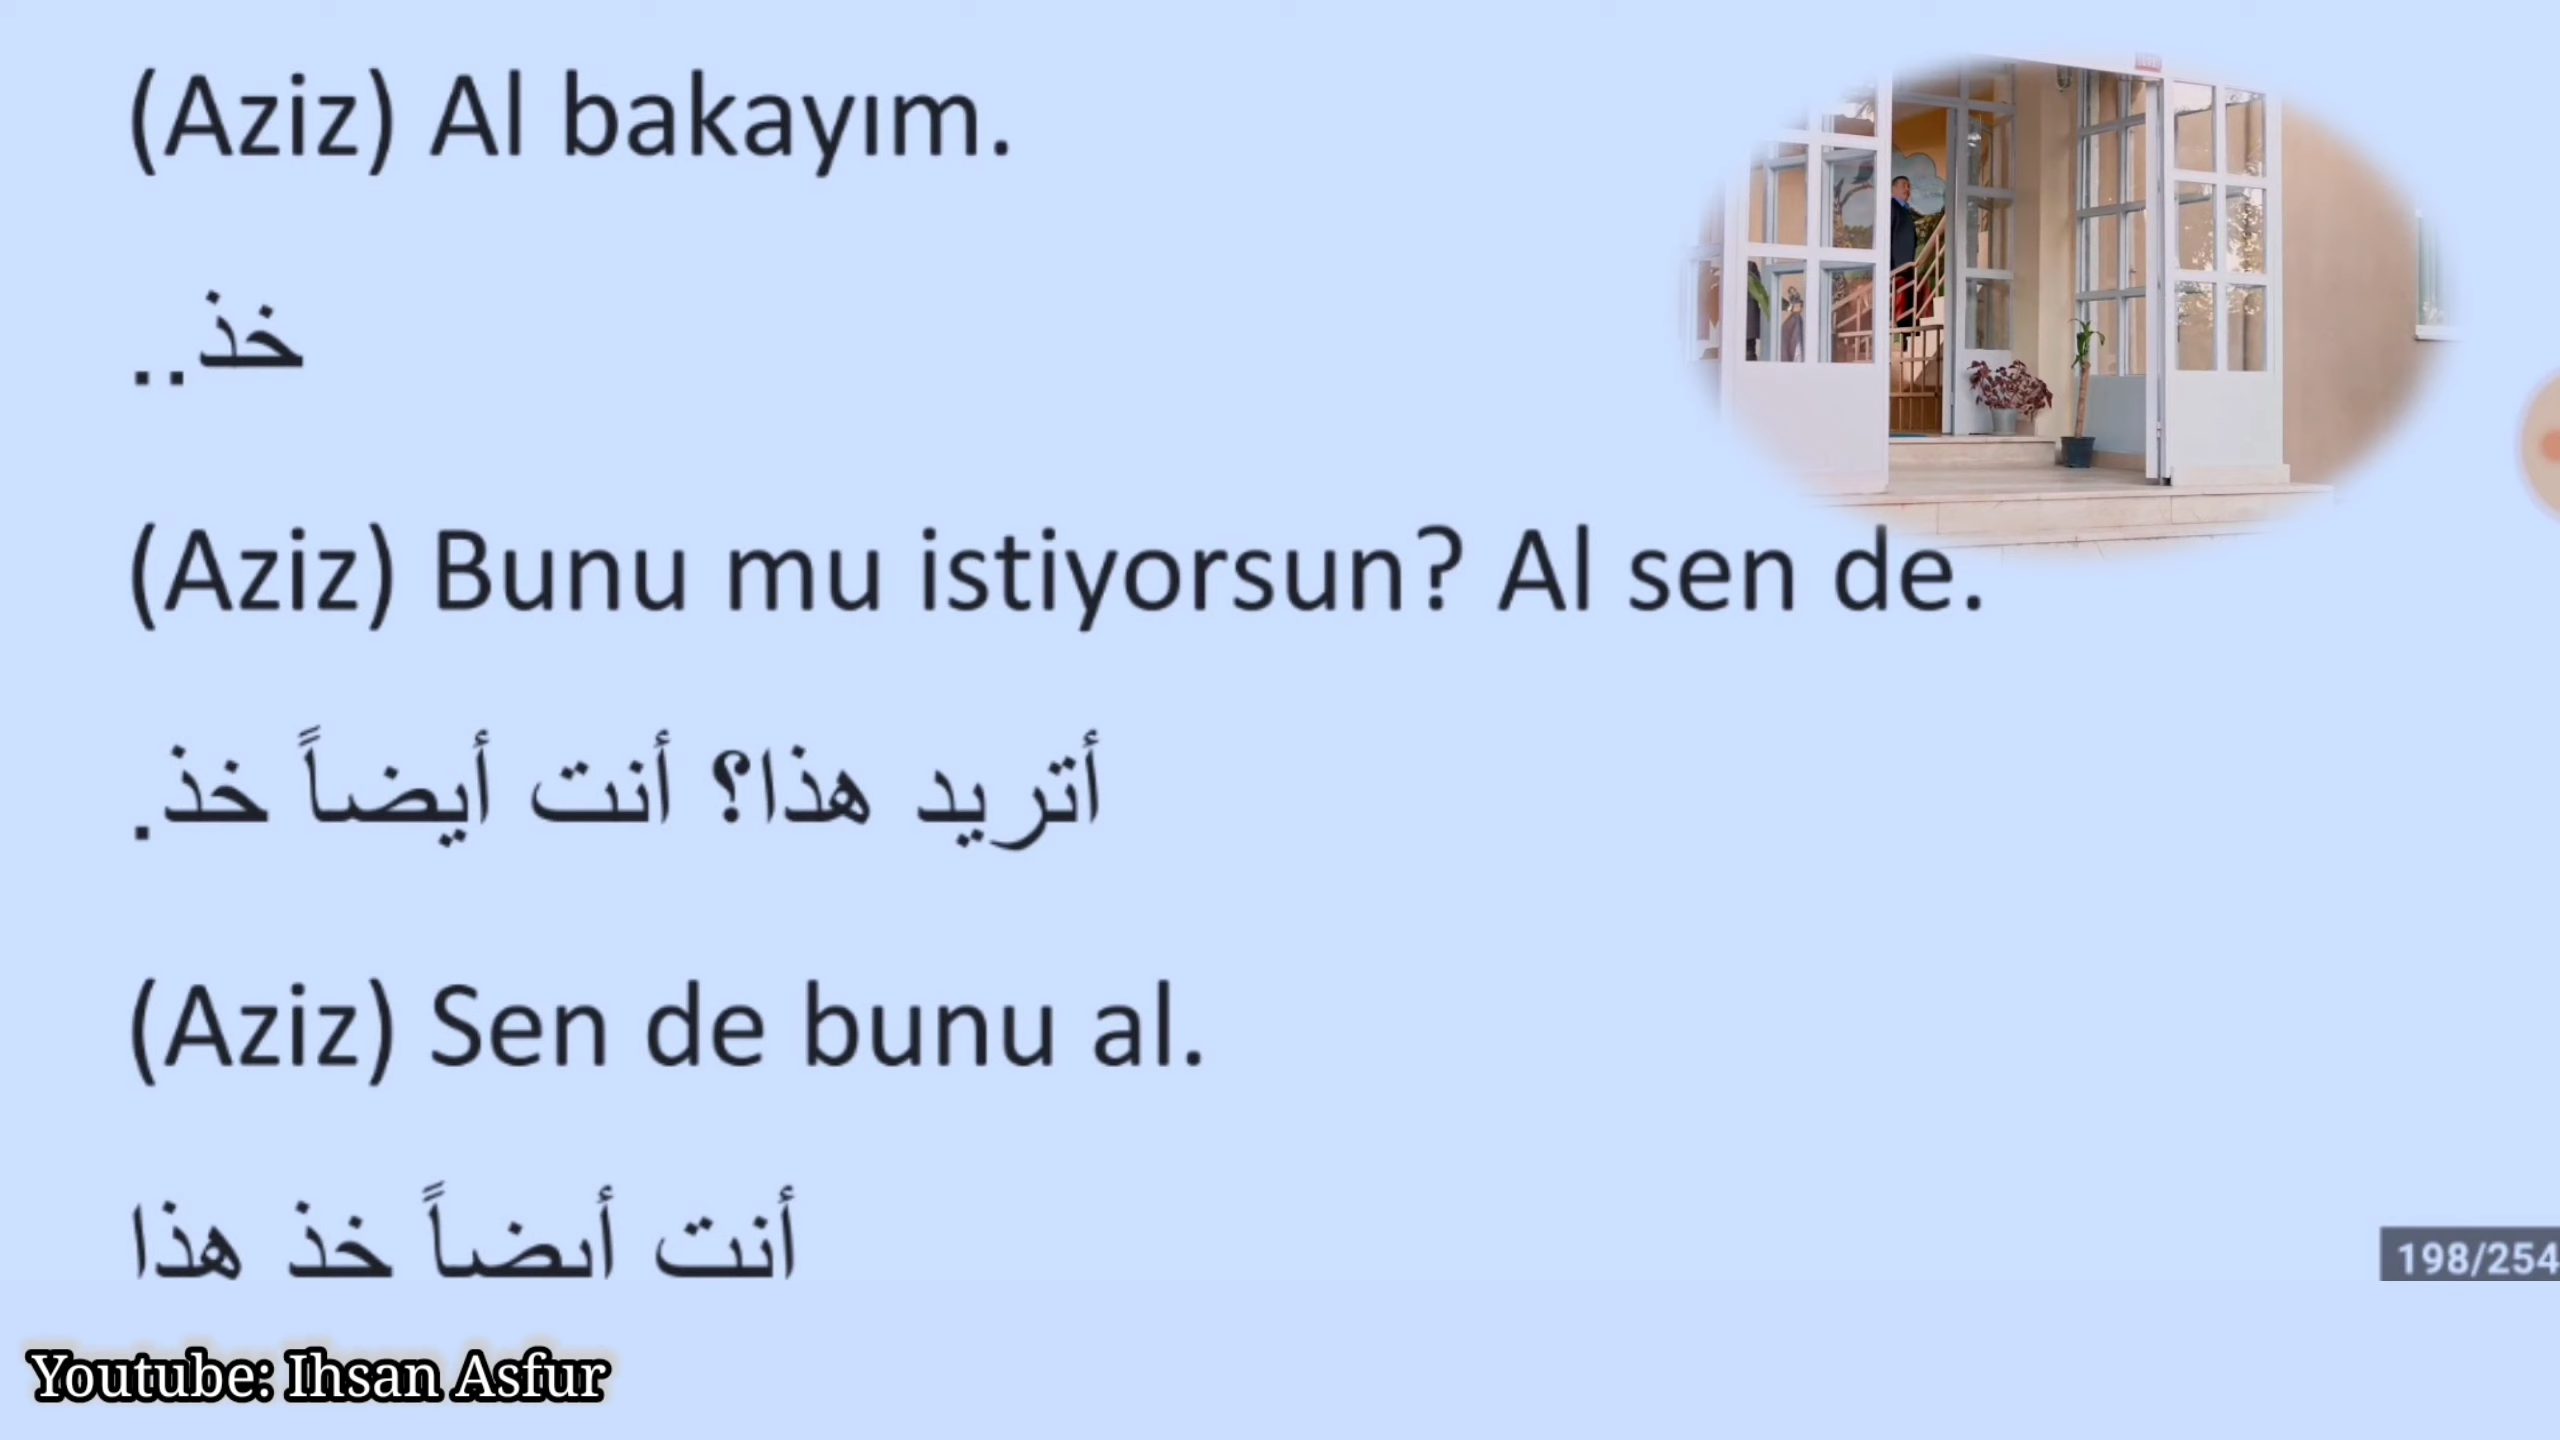 (Aziz) Al bakayım.
خذ..
(Aziz) Bunu mu istiyorsun? Al sen de.
أتريد هذا؟ أنت أيضاً خذ.
(Aziz) Sen de bunu al.
أنت أيضاً خذ هذا
198/254
Youtube: Ihsan Asfur